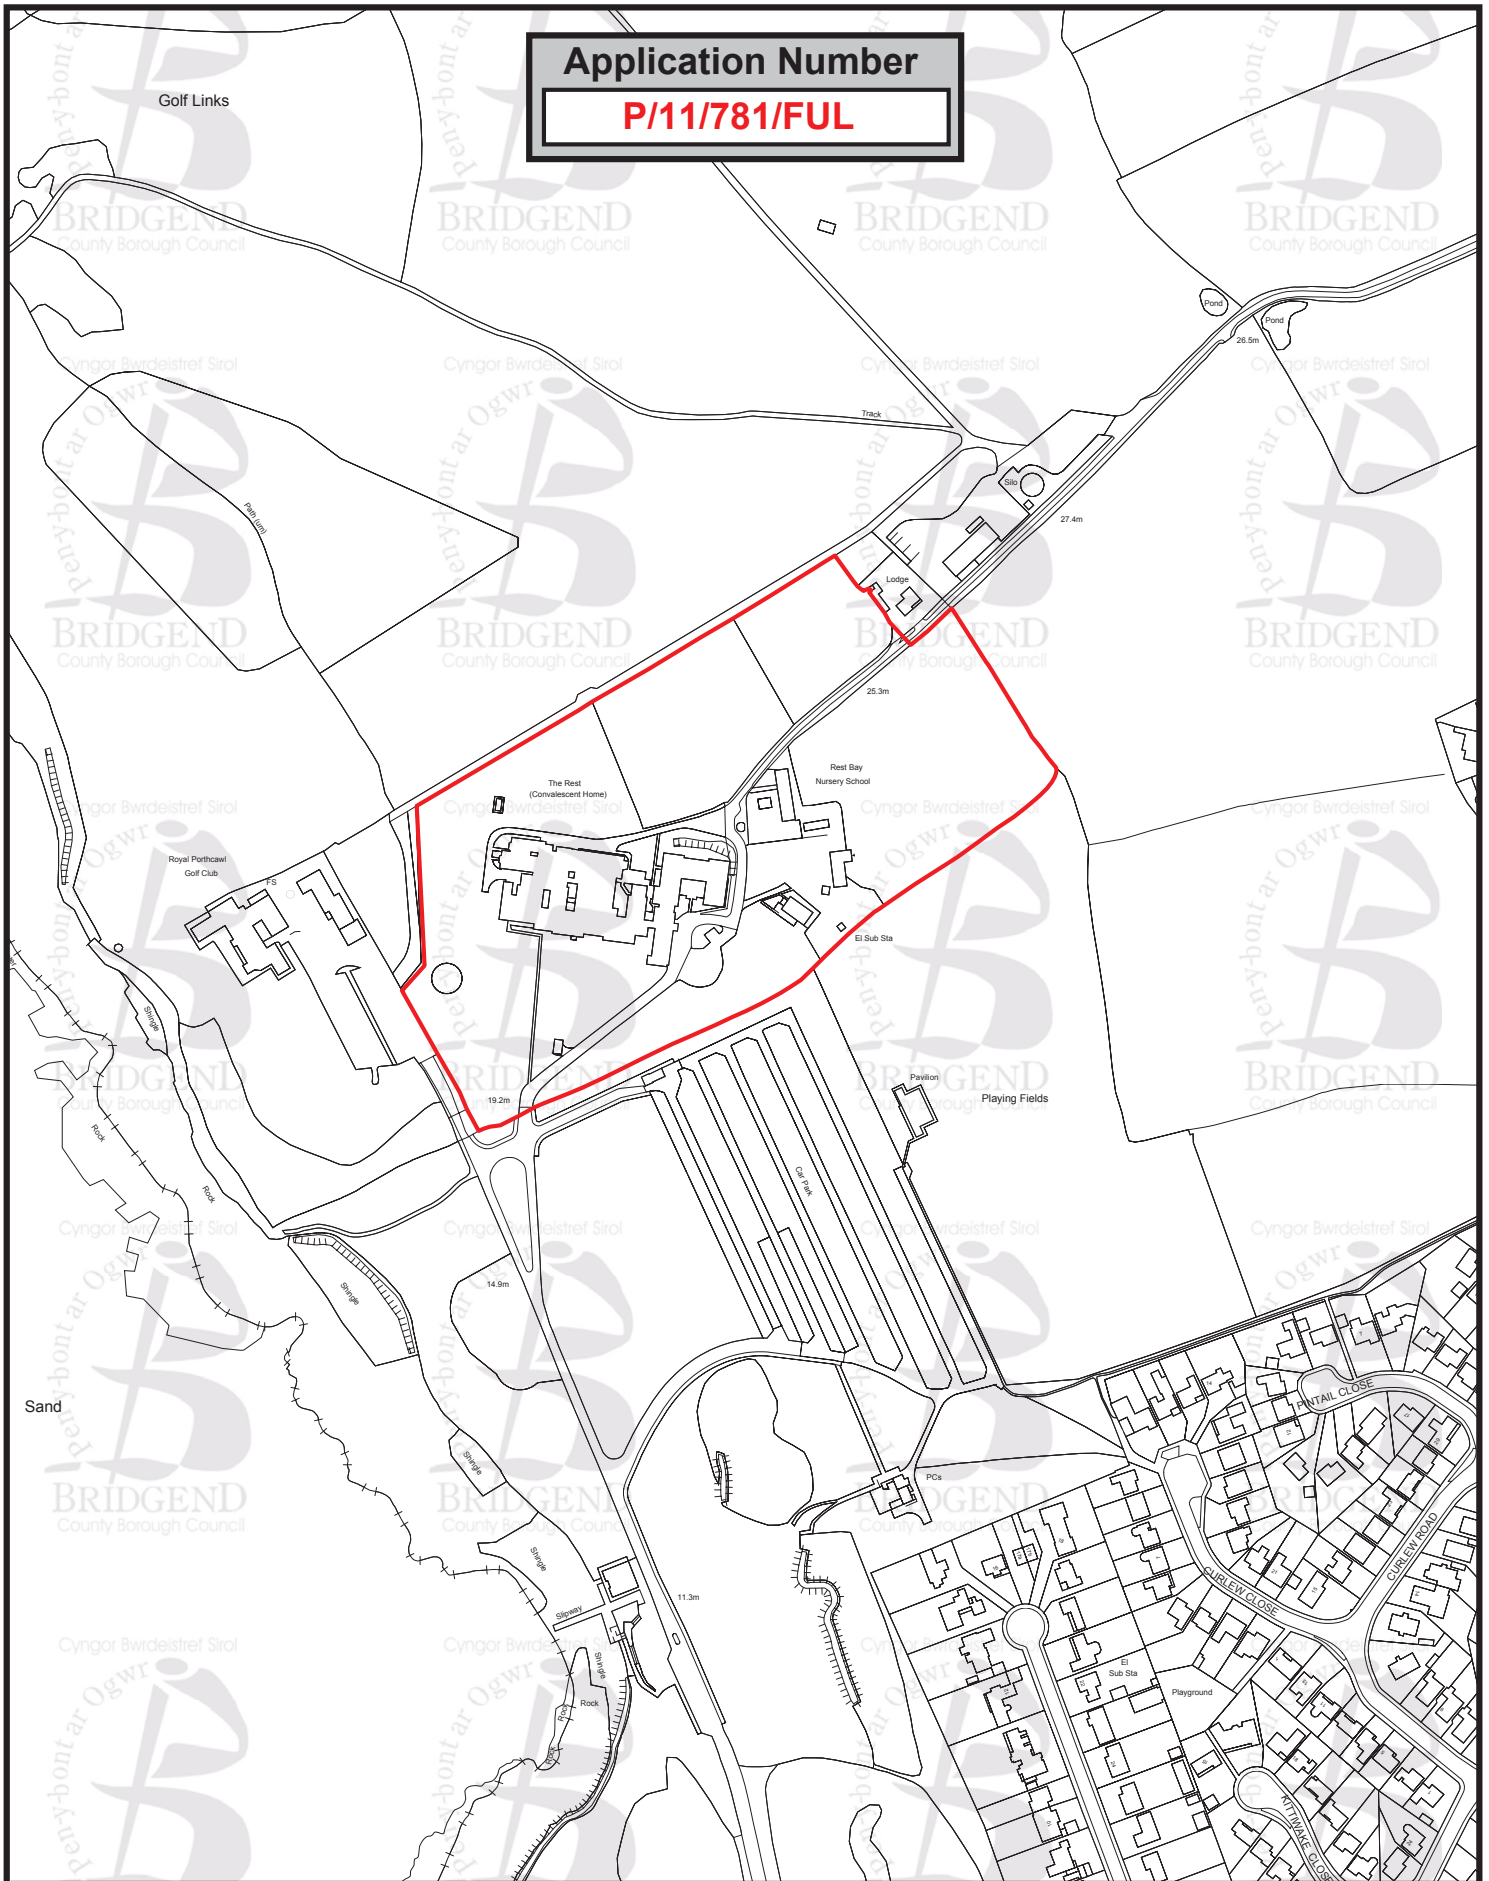 Application Number
P/11/781/FUL
Golf Links
Pond
Pond
26.5m
Track
Silo
27.4m
Path (um)
Lodge
25.3m
The Rest
(Convalescent Home)
Rest Bay
Nursery School
Royal Porthcawl
Golf Club
FS
El Sub Sta
Shingle
19.2m
Pavilion
Playing Fields
Rock
Car Park
Rock
14.9m
Shingle
Sand
PINTAIL CLOSE
Shingle
PCs
CURLEW ROAD
Shingle
CURLEW CLOSE
Slipway
11.3m
Shingle
Rock
Rock
Rock
El
Sub Sta
Playground
KITTIWAKE CLOSE
Cyngor Bwrdeistref Sirol
Pen-y-bont ar Ogwr
BRIDGEND
County Borough Council